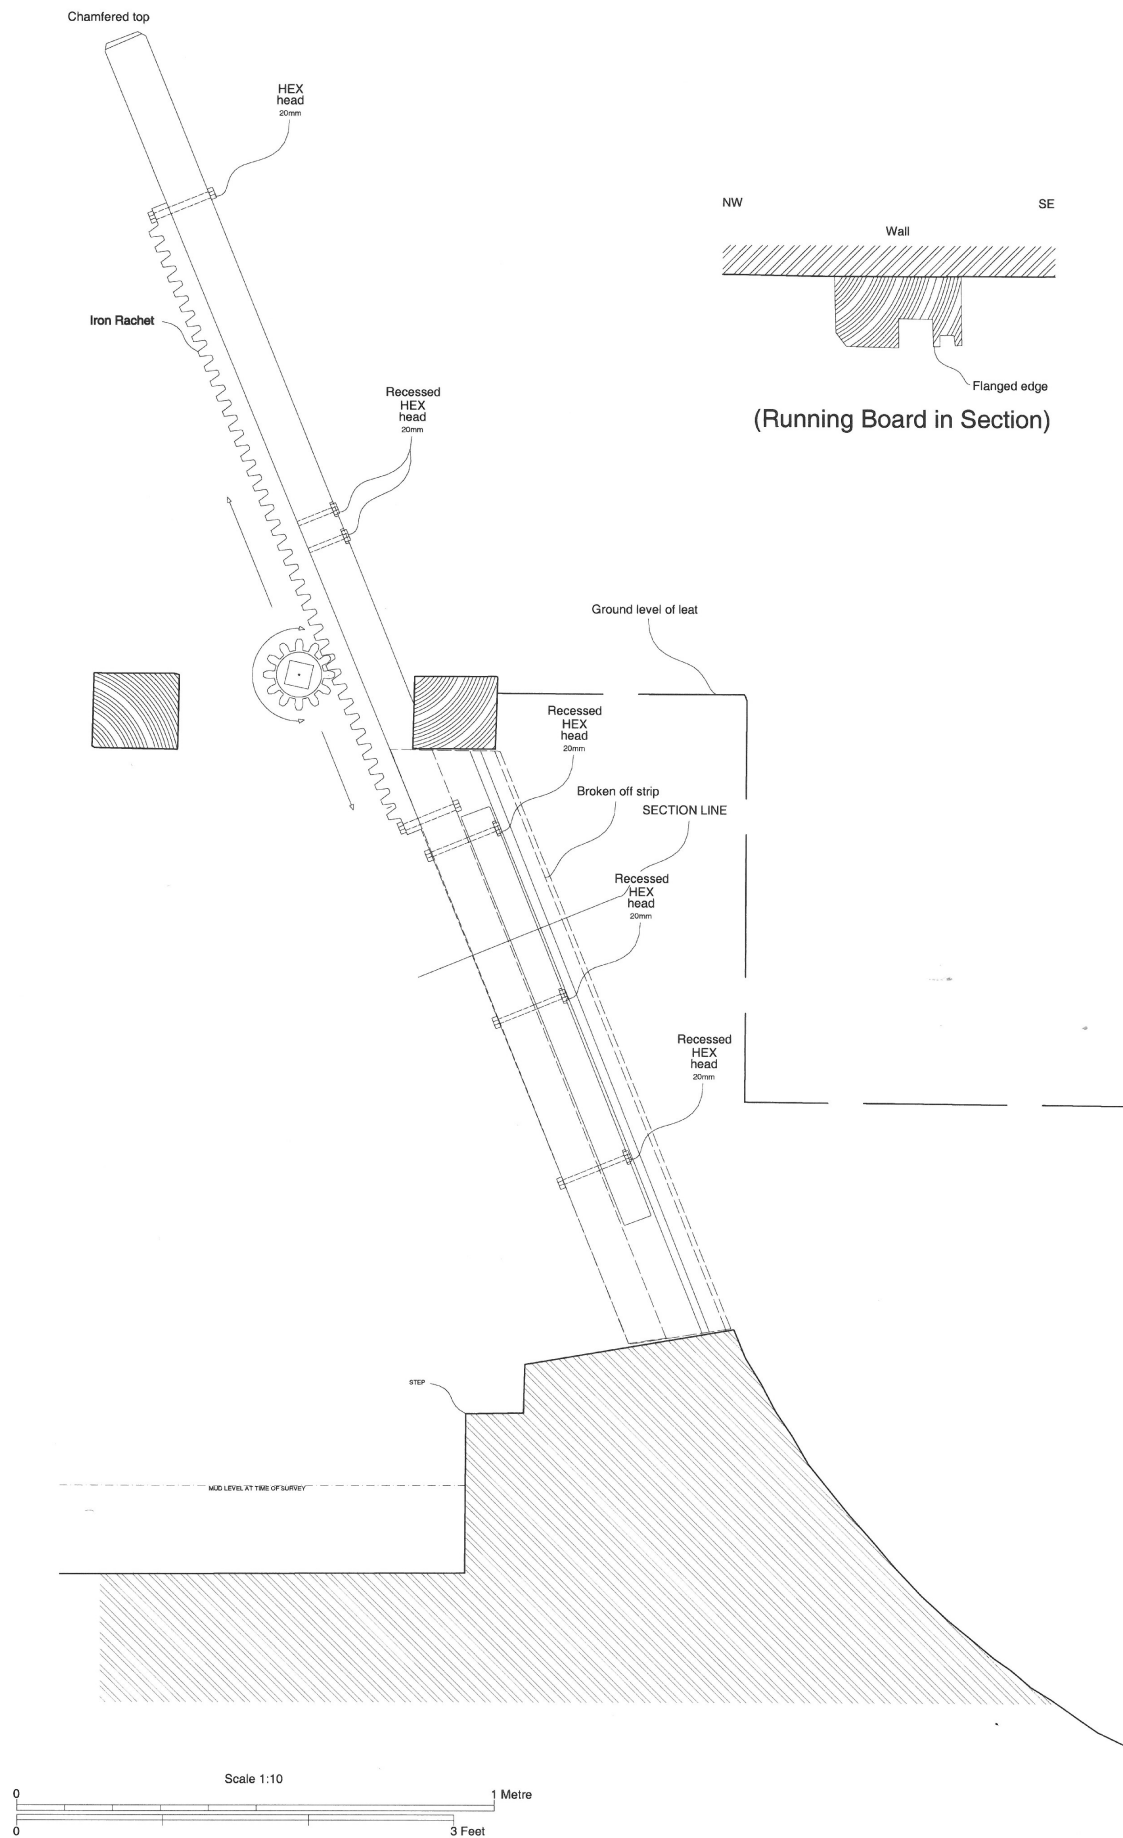 Chamfered top
HEX
head
20mm
NW
SE
Wall
Iron Rachet
Flanged edge
Recessed
HEX
head
20mm
(Running Board in Section)
Ground level of leat
Recessed
HEX
head
20mm
Broken off strip
SECTION LINE
Recessed
HEX
head
20mm
Recessed
HEX
head
20mm
STEP
MUD LEVEL AT TIME OF SURVEY
Scale 1:10
0
1 Metre
0
3 Feet